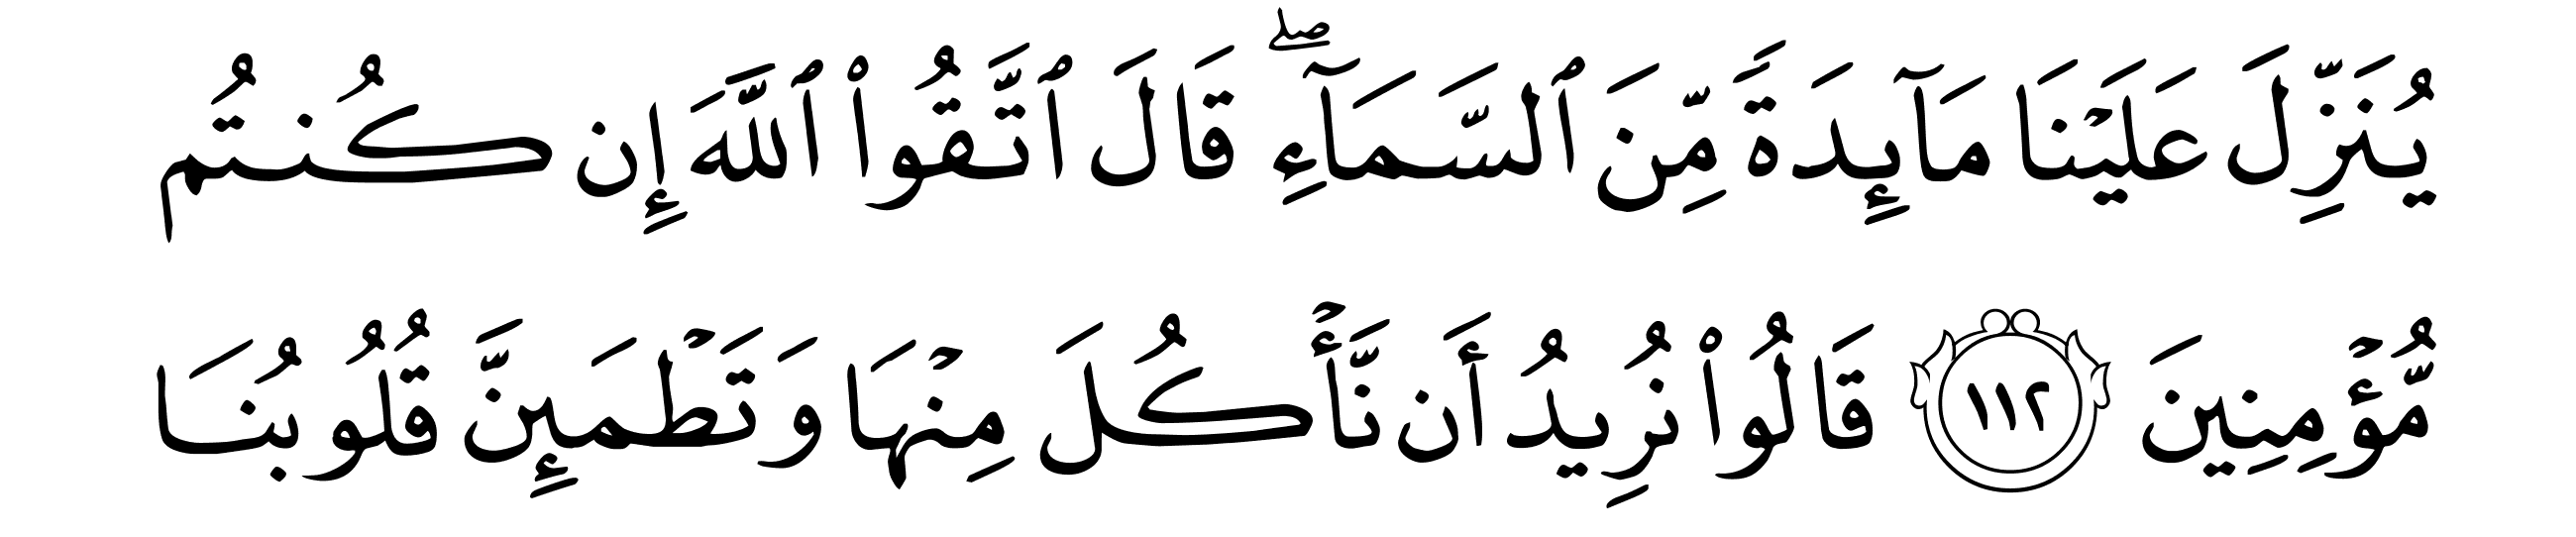 يُنَزِّلَ عَلَيۡنَا مَآئِدَةٗ مِّنَ ٱلسَّمَآءِۖ قَالَ ٱتَّقُواْ ٱللَّهَ إِن كُنتُم
مُّؤۡمِنِينَ ١١٢ قَالُواْ نُرِيدُ أَن نَّأۡكُلَ مِنۡهَا وَتَطۡمَئِنَّ قُلُوبُنَا